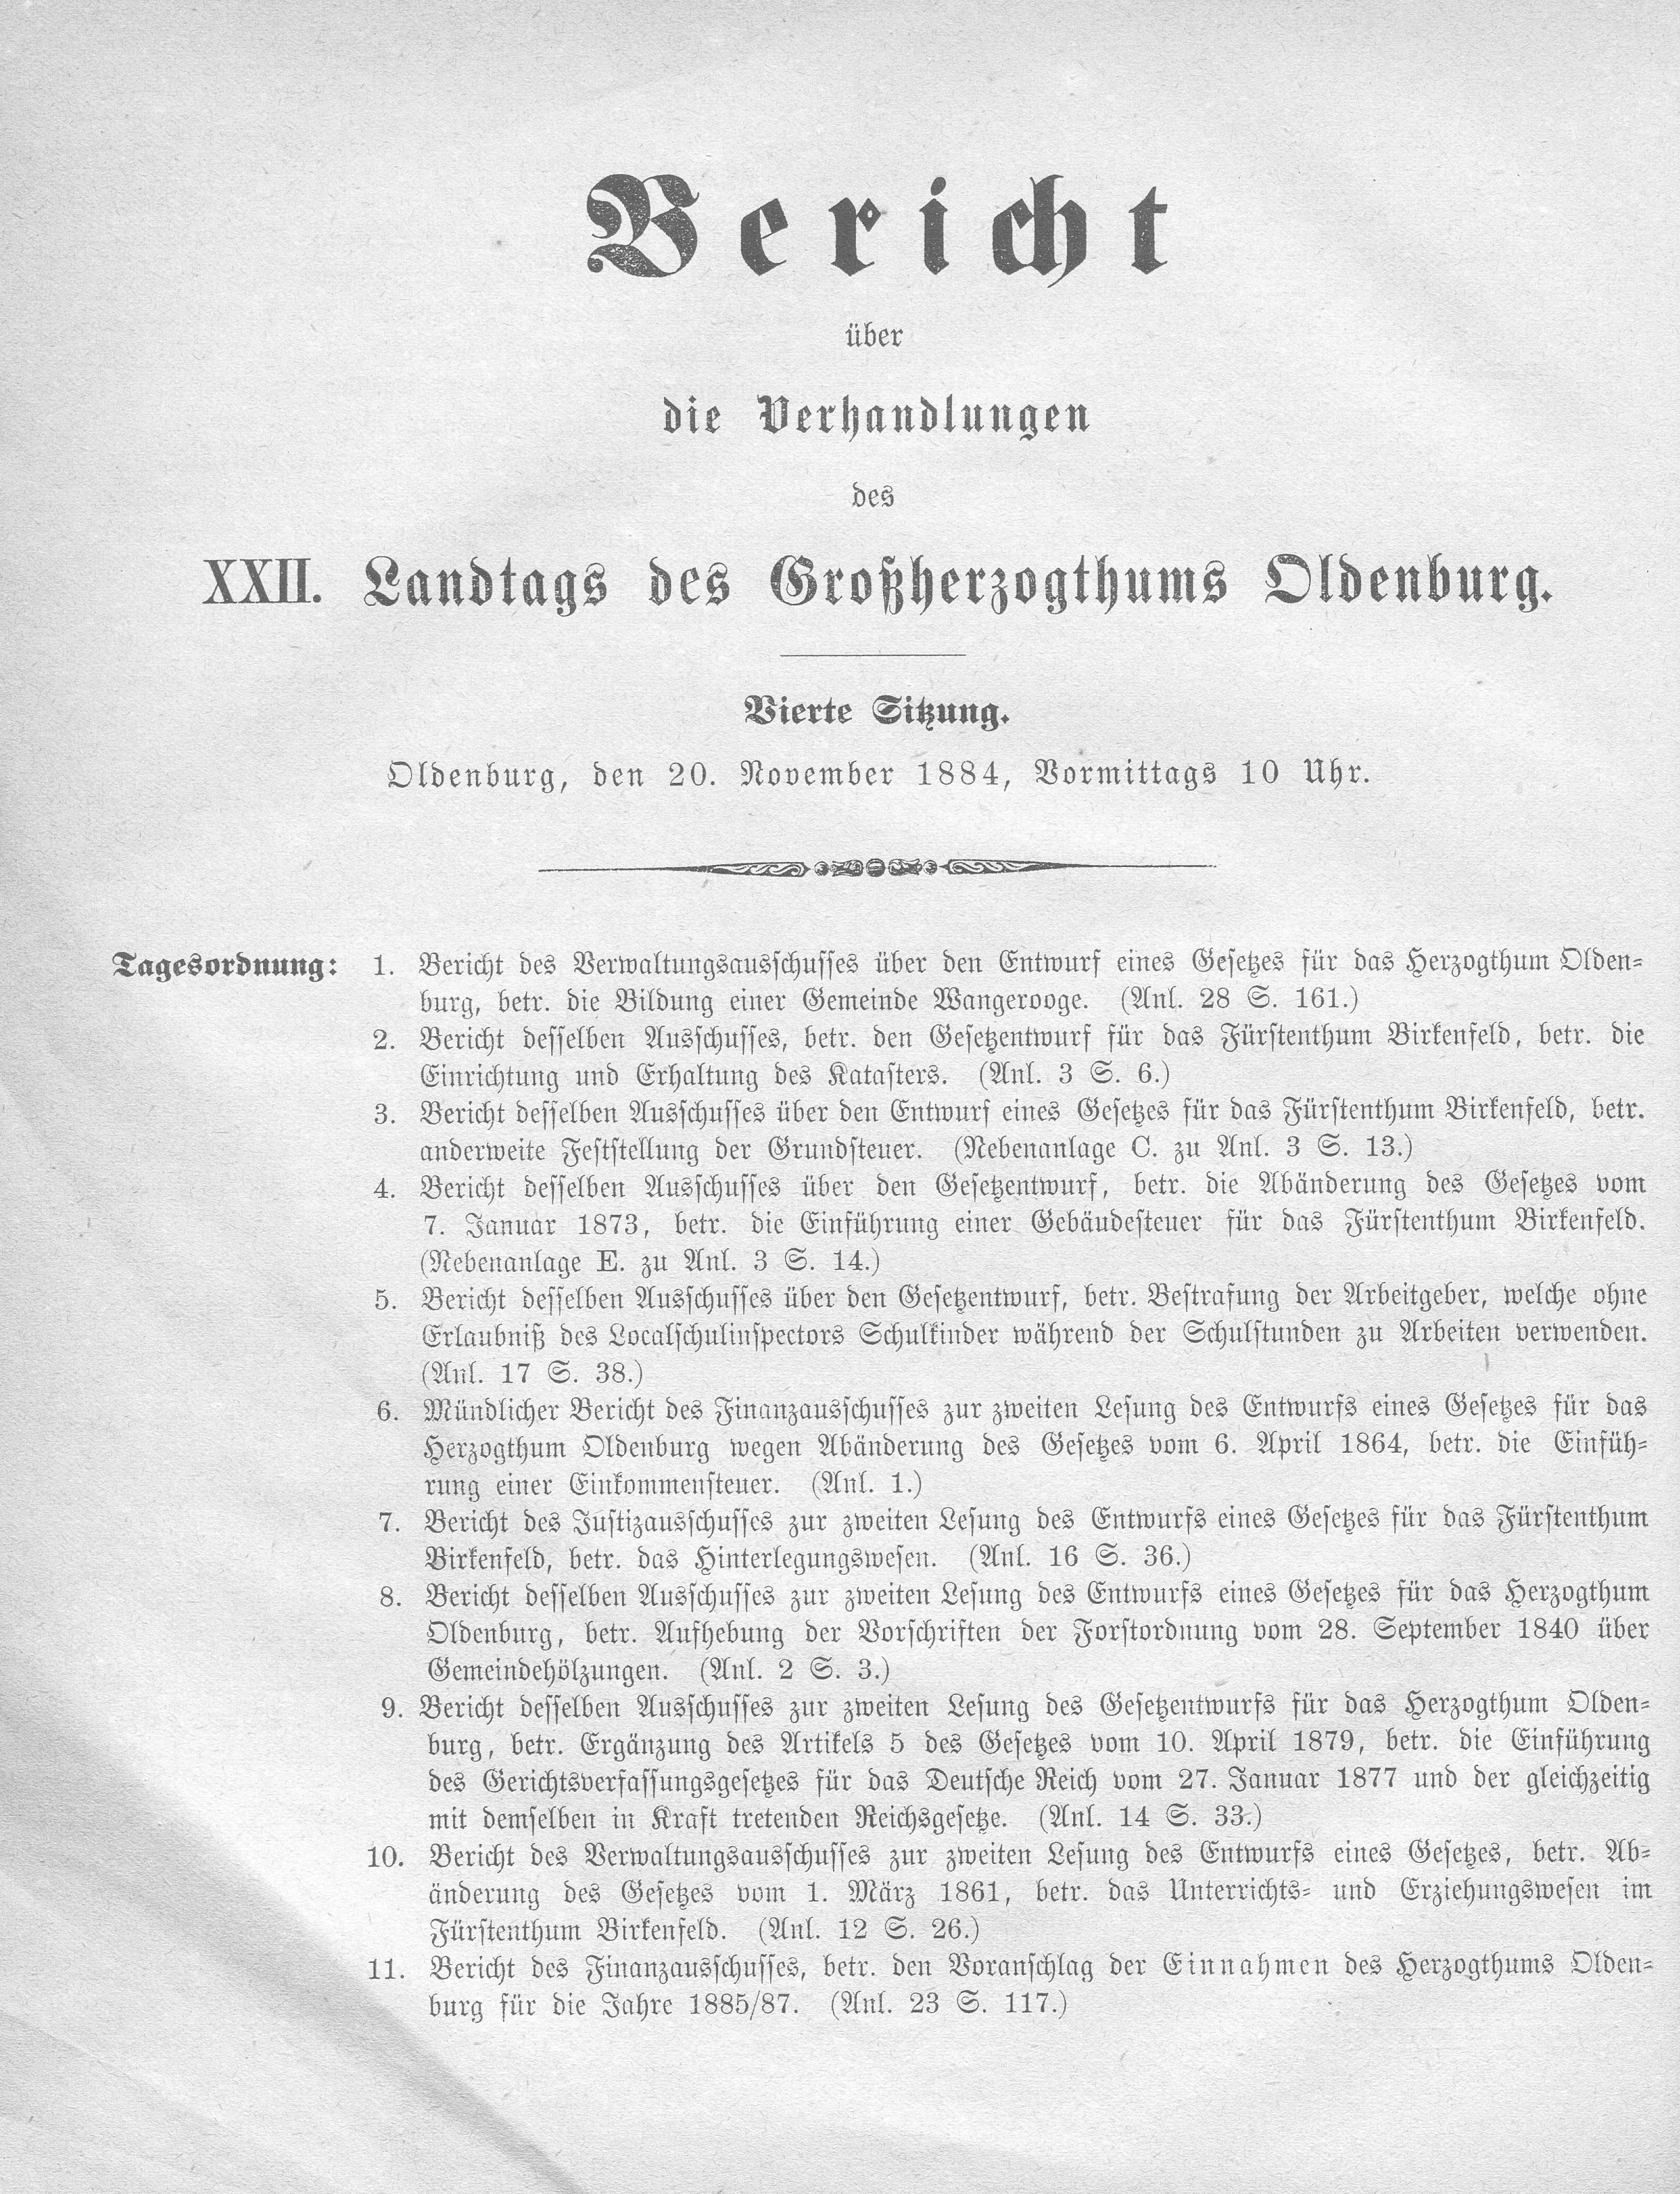 Bericht
über
die Verhandlungen
des
XXII. Landtags des Großherzogthums Oldenburg.
Vierte Sitzung.
Oldenburg, den 20. November 1884, Vormittags 10 Uhr.
Tagesordnung: 1. Bericht des Verwaltungsausschusses über den Entwurf eines Gesetzes für das Herzogthum Olden-
burg, betr. die Bildung einer Gemeinde Wangerooge. (Anl. 28 S. 161.)
2. Bericht desselben Ausschusses, betr. den Gesetzentwurf für das Fürstenthum Birkenfeld, betr. die
Einrichtung und Erhaltung des Katasters. (Anl. 3 S. 6.)
3. Bericht desselben Ausschusses über den Entwurf eines Gesetzes für das Fürstenthum Birkenfeld, betr.
anderweite Feststellung der Grundsteuer. (Nebenanlage C. zu Anl. 3 S. 13.)
4. Bericht desselben Ausschusses über den Gesetzentwurf, betr. die Abänderung des Gesetzes vom
7. Januar 1873, betr. die Einführung einer Gebäudesteuer für das Fürstenthum Birkenfeld.
(Nebenanlage E. zu Anl. 3 S. 14.)
5. Bericht desselben Ausschusses über den Gesetzentwurf, betr. Bestrafung der Arbeitgeber, welche ohne
Erlaubniß des Localschulinspectors Schulkinder während der Schulstunden zu Arbeiten verwenden.
(Anl. 17 S. 38.)
6. Mündlicher Bericht des Finanzausschusses zur zweiten Lesung des Entwurfs eines Gesetzes für das
Herzogthum Oldenburg wegen Abänderung des Gesetzes vom 6. April 1864, betr. die Einfüh-
rung einer Einkommensteuer. (Anl. 1.)
7. Bericht des Justizausschusses zur zweiten Lesung des Entwurfs eines Gesetzes für das Fürstenthum
Birkenfeld, betr. das Hinterlegungswesen. (Anl. 16 S. 36.)
8. Bericht desselben Ausschusses zur zweiten Lesung des Entwurfs eines Gesetzes für das Herzogthum
Oldenburg, betr. Aufhebung der Vorschriften der Forstordnung vom 28. September 1840 über
Gemeindehölzungen. (Anl. 2 S. 3.)
9. Bericht desselben Ausschusses zur zweiten Lesung des Gesetzentwurfs für das Herzogthum Olden-
burg, betr. Ergänzung des Artikels 5 des Gesetzes vom 10. April 1879, betr. die Einführung
des Gerichtsverfassungsgesetzes für das Deutsche Reich vom 27. Januar 1877 und der gleichzeitig
mit demselben in Kraft tretenden Reichsgesetze. (Anl. 14 S. 33.)
10. Bericht des Verwaltungsausschusses zur zweiten Lesung des Entwurfs eines Gesetzes, betr. Ab-
änderung des Gesetzes vom 1. März 1861, betr. das Unterrichts- und Erziehungswesen im
Fürstenthum Birkenfeld. (Anl. 12 S. 26.)
11. Bericht des Finanzausschusses, betr. den Voranschlag der Einnahmen des Herzogthums Olden-
burg für die Jahre 1885/87. (Anl. 23 S. 117.)